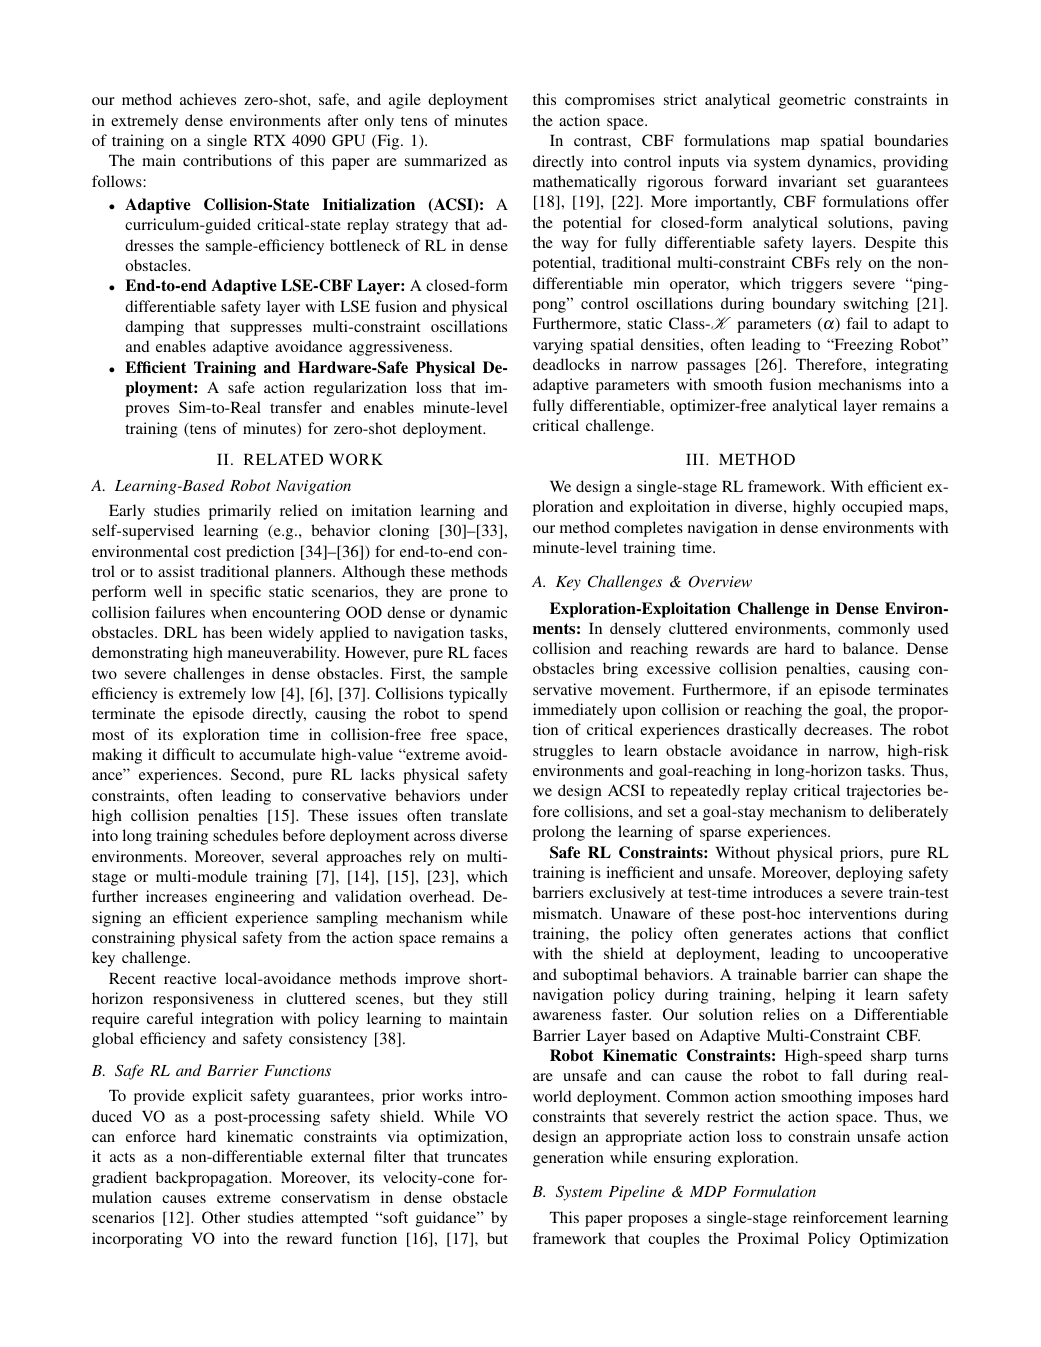 our method achieves zero-shot, safe, and agile deployment
in extremely dense environments after only tens of minutes
of training on a single RTX 4090 GPU (Fig. 1).
The main contributions of this paper are summarized as
follows:
• Adaptive Collision-State Initialization (ACSI): A
curriculum-guided critical-state replay strategy that ad-
dresses the sample-efficiency bottleneck of RL in dense
obstacles.
• End-to-end Adaptive LSE-CBF Layer: A closed-form
differentiable safety layer with LSE fusion and physical
damping that suppresses multi-constraint oscillations
and enables adaptive avoidance aggressiveness.
• Efficient Training and Hardware-Safe Physical De-
ployment: A safe action regularization loss that im-
proves Sim-to-Real transfer and enables minute-level
training (tens of minutes) for zero-shot deployment.
II. RELATED WORK
A. Learning-Based Robot Navigation
Early studies primarily relied on imitation learning and
self-supervised learning (e.g., behavior cloning [30]–[33],
environmental cost prediction [34]–[36]) for end-to-end con-
trol or to assist traditional planners. Although these methods
perform well in specific static scenarios, they are prone to
collision failures when encountering OOD dense or dynamic
obstacles. DRL has been widely applied to navigation tasks,
demonstrating high maneuverability. However, pure RL faces
two severe challenges in dense obstacles. First, the sample
efficiency is extremely low [4], [6], [37]. Collisions typically
terminate the episode directly, causing the robot to spend
most of its exploration time in collision-free free space,
making it difficult to accumulate high-value “extreme avoid-
ance” experiences. Second, pure RL lacks physical safety
constraints, often leading to conservative behaviors under
high collision penalties [15]. These issues often translate
into long training schedules before deployment across diverse
environments. Moreover, several approaches rely on multi-
stage or multi-module training [7], [14], [15], [23], which
further increases engineering and validation overhead. De-
signing an efficient experience sampling mechanism while
constraining physical safety from the action space remains a
key challenge.
Recent reactive local-avoidance methods improve short-
horizon responsiveness in cluttered scenes, but they still
require careful integration with policy learning to maintain
global efficiency and safety consistency [38].
B. Safe RL and Barrier Functions
To provide explicit safety guarantees, prior works intro-
duced VO as a post-processing safety shield. While VO
can enforce hard kinematic constraints via optimization,
it acts as a non-differentiable external filter that truncates
gradient backpropagation. Moreover, its velocity-cone for-
mulation causes extreme conservatism in dense obstacle
scenarios [12]. Other studies attempted “soft guidance” by
incorporating VO into the reward function [16], [17], but
this compromises strict analytical geometric constraints in
the action space.
In contrast, CBF formulations map spatial boundaries
directly into control inputs via system dynamics, providing
mathematically rigorous forward invariant set guarantees
[18], [19], [22]. More importantly, CBF formulations offer
the potential for closed-form analytical solutions, paving
the way for fully differentiable safety layers. Despite this
potential, traditional multi-constraint CBFs rely on the non-
differentiable min operator, which triggers severe “ping-
pong” control oscillations during boundary switching [21].
Furthermore, static Class-𝒦 parameters (α) fail to adapt to
varying spatial densities, often leading to “Freezing Robot”
deadlocks in narrow passages [26]. Therefore, integrating
adaptive parameters with smooth fusion mechanisms into a
fully differentiable, optimizer-free analytical layer remains a
critical challenge.
III. METHOD
We design a single-stage RL framework. With efficient ex-
ploration and exploitation in diverse, highly occupied maps,
our method completes navigation in dense environments with
minute-level training time.
A. Key Challenges & Overview
Exploration-Exploitation Challenge in Dense Environ-
ments: In densely cluttered environments, commonly used
collision and reaching rewards are hard to balance. Dense
obstacles bring excessive collision penalties, causing con-
servative movement. Furthermore, if an episode terminates
immediately upon collision or reaching the goal, the propor-
tion of critical experiences drastically decreases. The robot
struggles to learn obstacle avoidance in narrow, high-risk
environments and goal-reaching in long-horizon tasks. Thus,
we design ACSI to repeatedly replay critical trajectories be-
fore collisions, and set a goal-stay mechanism to deliberately
prolong the learning of sparse experiences.
Safe RL Constraints: Without physical priors, pure RL
training is inefficient and unsafe. Moreover, deploying safety
barriers exclusively at test-time introduces a severe train-test
mismatch. Unaware of these post-hoc interventions during
training, the policy often generates actions that conflict
with the shield at deployment, leading to uncooperative
and suboptimal behaviors. A trainable barrier can shape the
navigation policy during training, helping it learn safety
awareness faster. Our solution relies on a Differentiable
Barrier Layer based on Adaptive Multi-Constraint CBF.
Robot Kinematic Constraints: High-speed sharp turns
are unsafe and can cause the robot to fall during real-
world deployment. Common action smoothing imposes hard
constraints that severely restrict the action space. Thus, we
design an appropriate action loss to constrain unsafe action
generation while ensuring exploration.
B. System Pipeline & MDP Formulation
This paper proposes a single-stage reinforcement learning
framework that couples the Proximal Policy Optimization